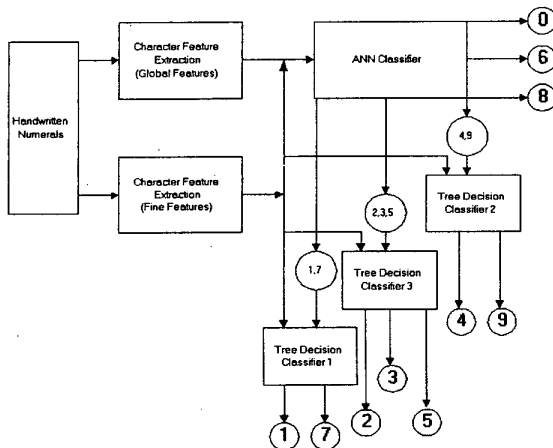 Handwritten
Numerals
Character Feature
Extraction
(Global Features)
Character Feature
Extraction
(Fine Features)
ANN Classifier
0
6
8
4,9
2,3,5
1,7
Tree Decision
Classifier 2
Tree Decision
Classifier 3
Tree Decision
Classifier 1
4
9
3
2
5
1
7